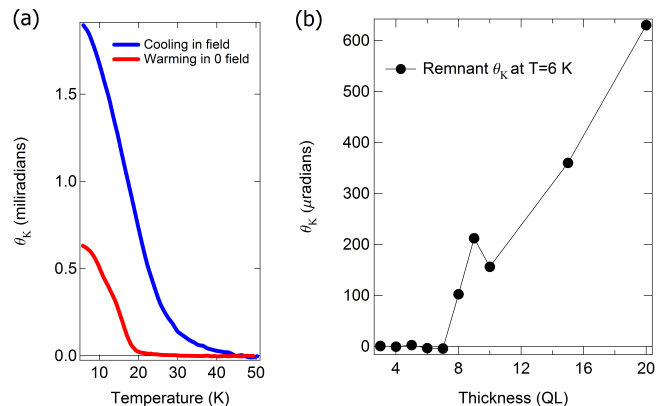 (a)
Cooling in field
Warming in 0 field
1.5
1.0
0.5
0.0
θK (miliradians)
10 20 30 40 50
Temperature (K)
(b)
Remnant θK at T=6 K
600
500
400
300
200
100
0
θK (μradians)
4 8 12 16 20
Thickness (QL)